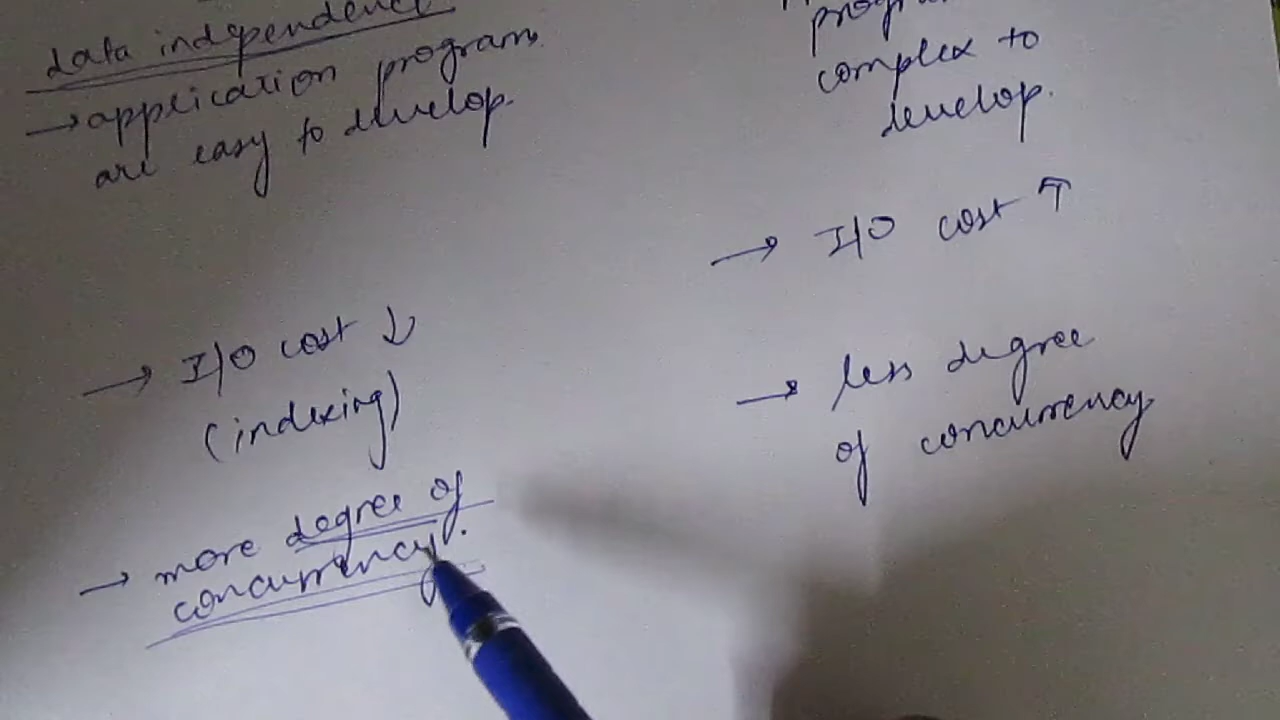 data independence
→ application programs
are easy to develop.
→ I/O cost ↓
(indexing)
→ more degree of
concurrency.
complex to
develop.
→ I/O cost ↑
→ less degree
of concurrency